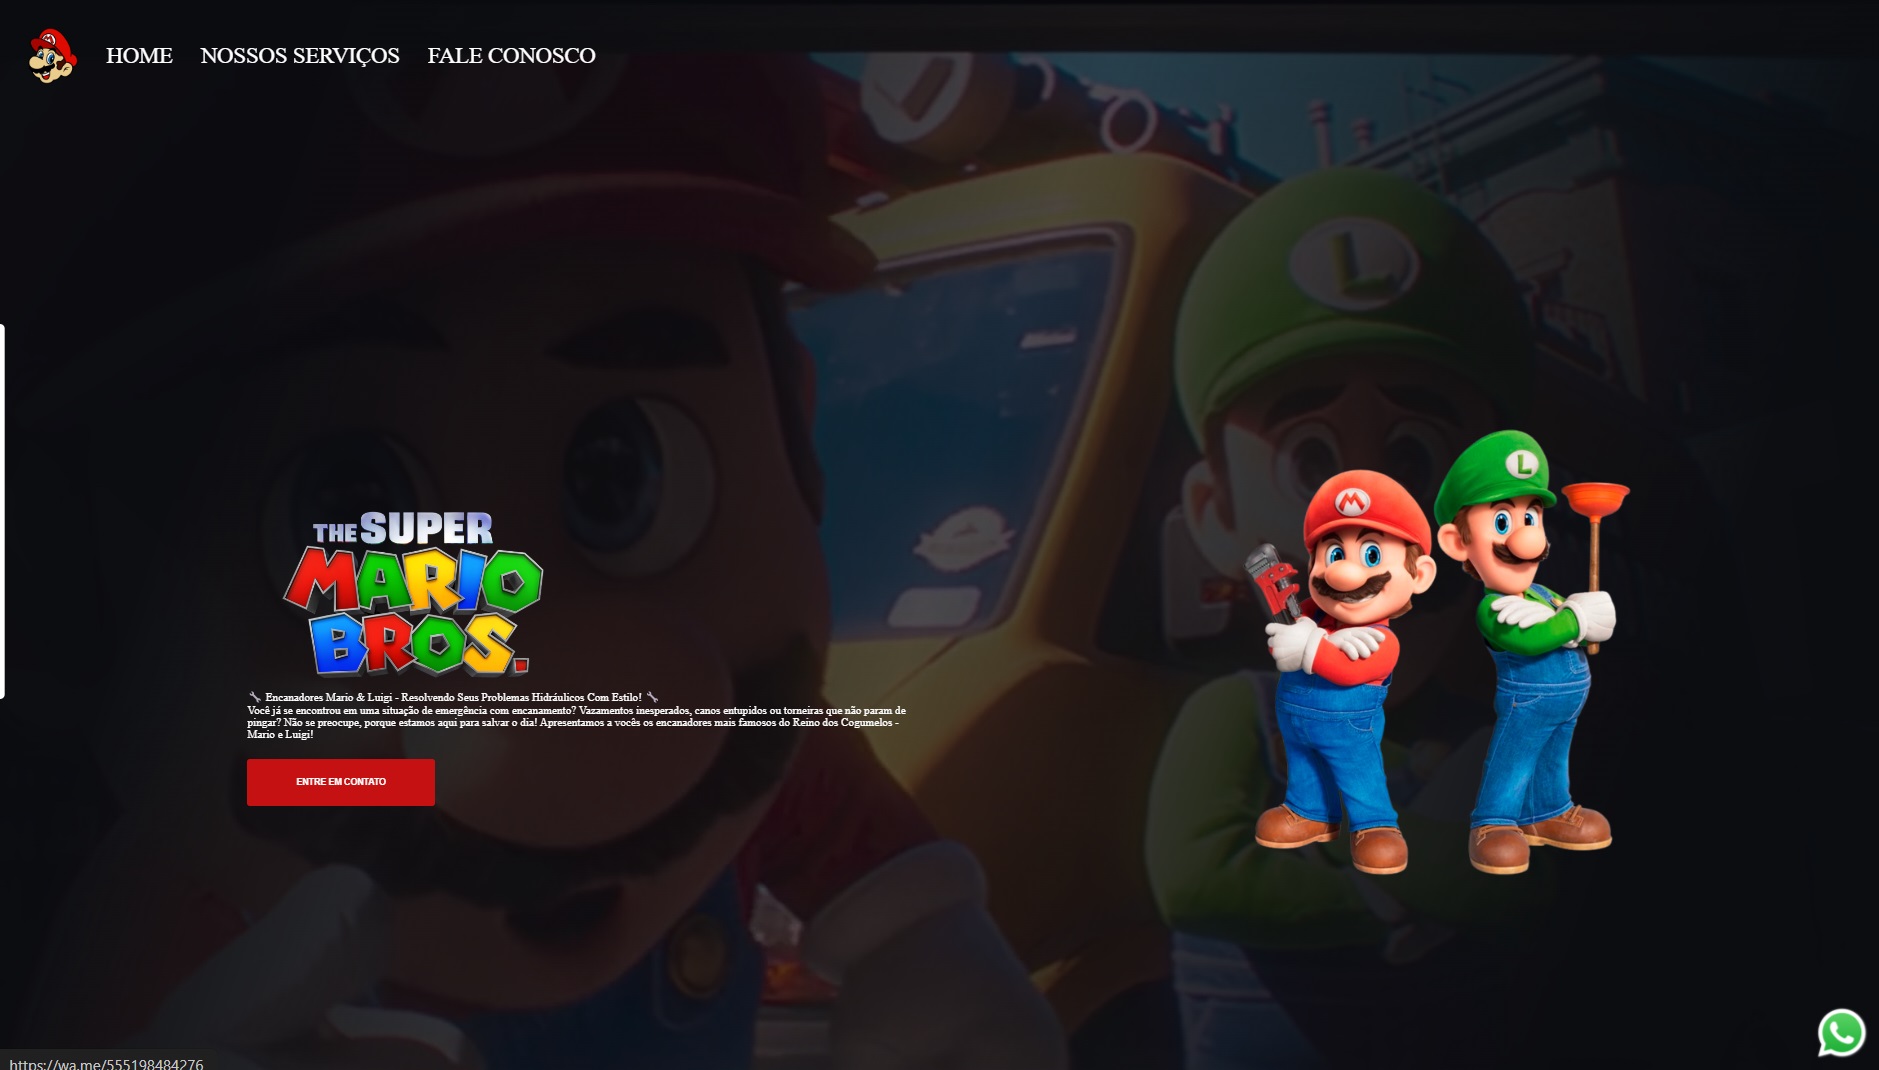 HOME NOSSOS SERVIÇOS FALE CONOSCO
L
THE SUPER
MARIO
BROS.
M
L
🔧 Encanadores Mario & Luigi - Resolvendo Seus Problemas Hidráulicos Com Estilo! 🔧
Você já se encontrou em uma situação de emergência com encanamento? Vazamentos inesperados, canos entupidos ou torneiras que não param de
pingar? Não se preocupe, porque estamos aqui para salvar o dia! Apresentamos a vocês os encanadores mais famosos do Reino dos Cogumelos -
Mario e Luigi!
ENTRE EM CONTATO
https://wa.me/555198484276